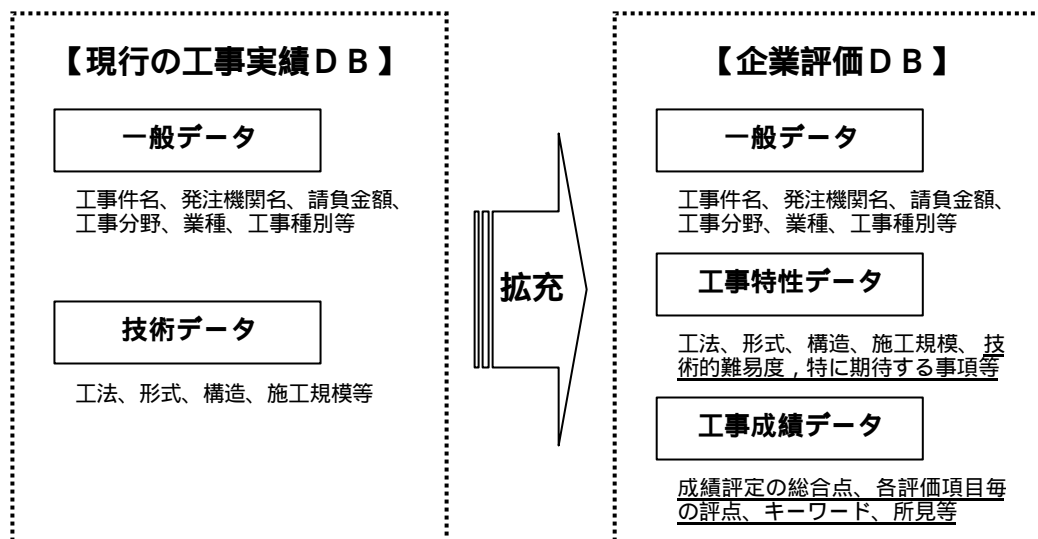 【現行の工事実績ＤＢ】
一般データ
工事件名、発注機関名、請負金額、
工事分野、業種、工事種別等
技術データ
工法、形式、構造、施工規模等
拡充
【企業評価ＤＢ】
一般データ
工事件名、発注機関名、請負金額、
工事分野、業種、工事種別等
工事特性データ
工法、形式、構造、施工規模、技
術的難易度，特に期待する事項等
工事成績データ
成績評定の総合点、各評価項目毎
の評点、キーワード、所見等